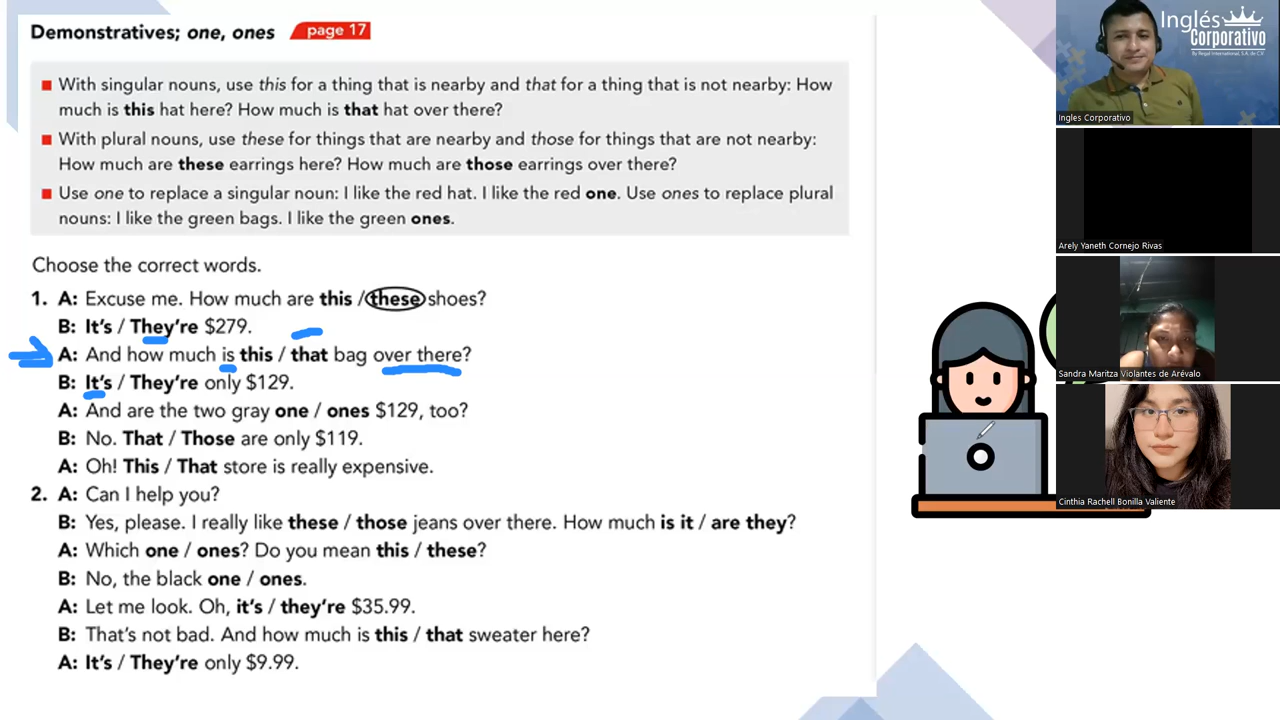 Demonstratives; one, ones page 17
With singular nouns, use this for a thing that is nearby and that for a thing that is not nearby: How
much is this hat here? How much is that hat over there?
With plural nouns, use these for things that are nearby and those for things that are not nearby:
How much are these earrings here? How much are those earrings over there?
Use one to replace a singular noun: I like the red hat. I like the red one. Use ones to replace plural
nouns: I like the green bags. I like the green ones.
Choose the correct words.
1. A: Excuse me. How much are this / these shoes?
B: It's / They're $279.
A: And how much is this / that bag over there?
B: It's / They're only $129.
A: And are the two gray one / ones $129, too?
B: No. That / Those are only $119.
A: Oh! This / That store is really expensive.
2. A: Can I help you?
B: Yes, please. I really like these / those jeans over there. How much is it / are they?
A: Which one / ones? Do you mean this / these?
B: No, the black one / ones.
A: Let me look. Oh, it's / they're $35.99.
B: That's not bad. And how much is this / that sweater here?
A: It's / They're only $9.99.
Inglés
Corporativo
By Regal International, S.A. de C.V.
Ingles Corporativo
Arely Yaneth Cornejo Rivas
Sandra Maritza Violantes de Arévalo
Cinthia Rachell Bonilla Valiente